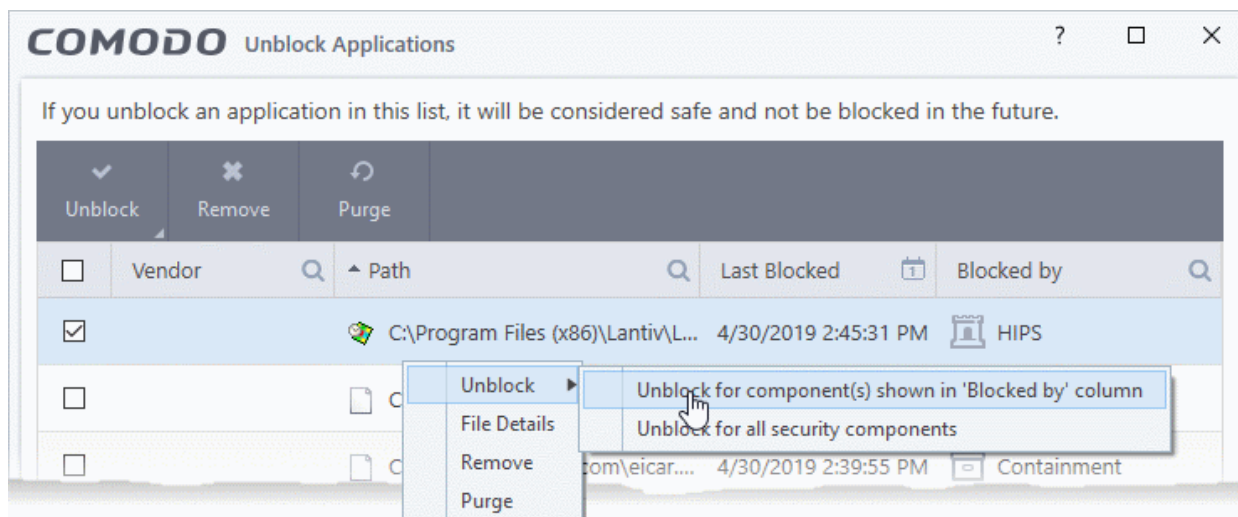 COMODO Unblock Applications ?
If you unblock an application in this list, it will be considered safe and not be blocked in the future.
Unblock Remove Purge
Vendor Path Last Blocked 1 Blocked by
C:\Program Files (x86)\Lantiv\L... 4/30/2019 2:45:31 PM HIPS
C
Unblock
Unblock for component(s) shown in 'Blocked by' column
File Details
Unblock for all security components
C
Remove
com\eicar.... 4/30/2019 2:39:55 PM Containment
Purge